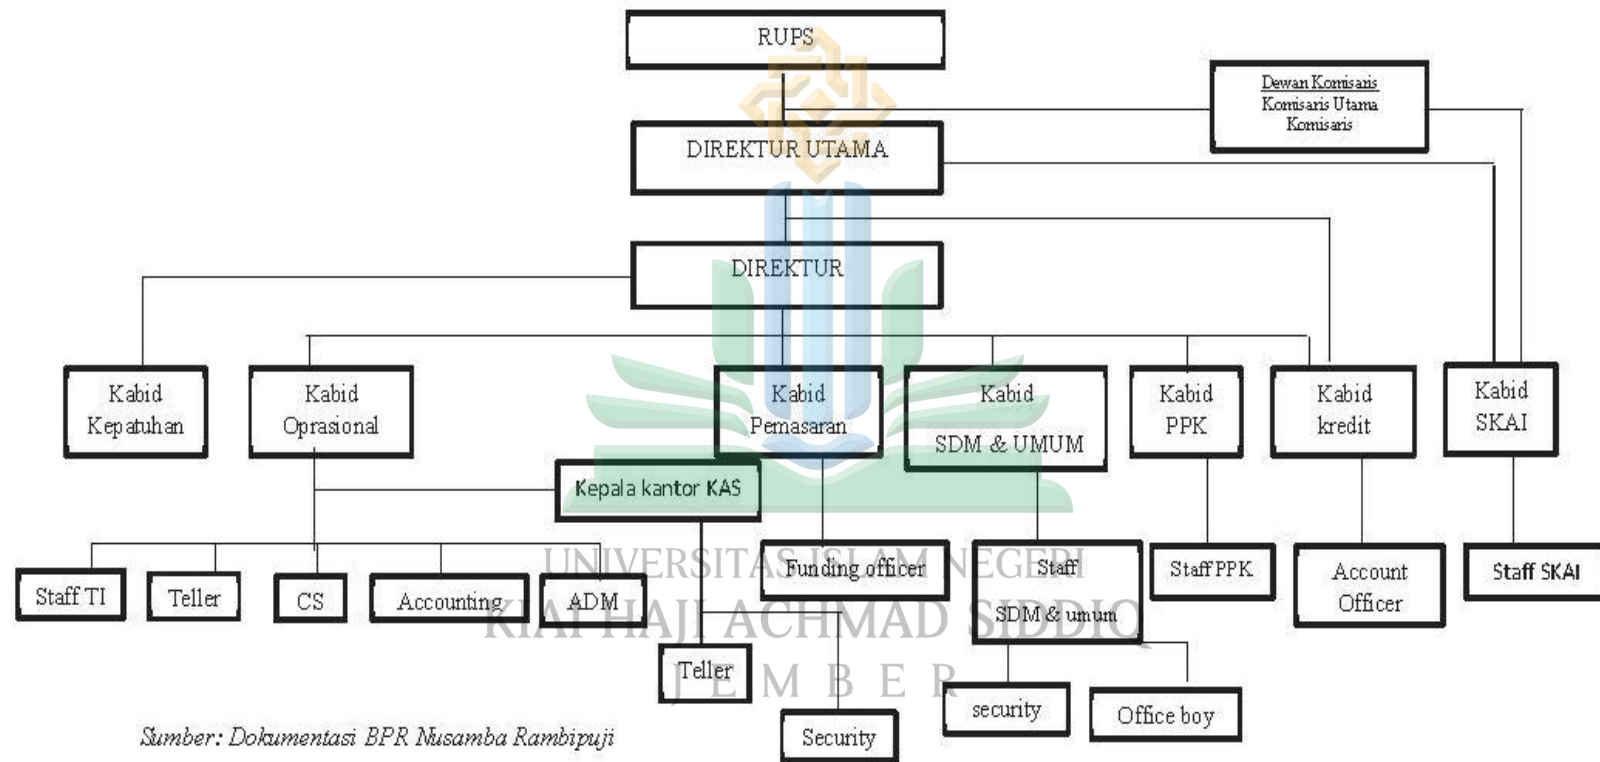 RUPS
Dewan Komisaris
Komisaris Utama
Komisaris
DIREKTUR UTAMA
DIREKTUR
Kabid
Kepatuhan
Kabid
Oprasional
Kabid
Pemasaran
Kabid
SDM & UMUM
Kabid
PPK
Kabid
kredit
Kabid
SKAI
Kepala kantor KAS
Staff TI
Teller
CS
Accounting
ADM
Funding officer
Staff
SDM & umum
Staff PPK
Account
Officer
Staff SKAI
Teller
Security
security
Office boy
UNIVERSITAS ISLAM NEGERI
KIAI HAJI ACHMAD SIDDIQ
JEMBER
Sumber: Dokumentasi BPR Nusamba Rambipuji